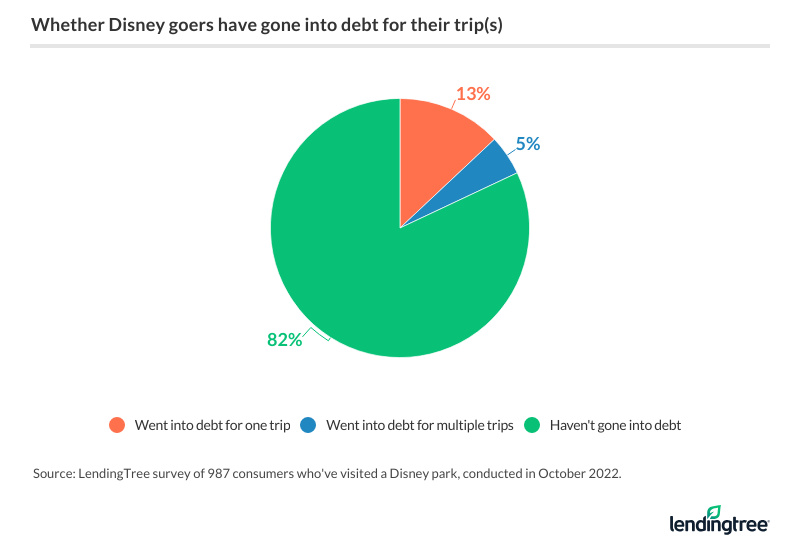 Whether Disney goers have gone into debt for their trip(s)
13%
5%
82%
Went into debt for one trip
Went into debt for multiple trips
Haven't gone into debt
Source: LendingTree survey of 987 consumers who've visited a Disney park, conducted in October 2022.
lendingtree